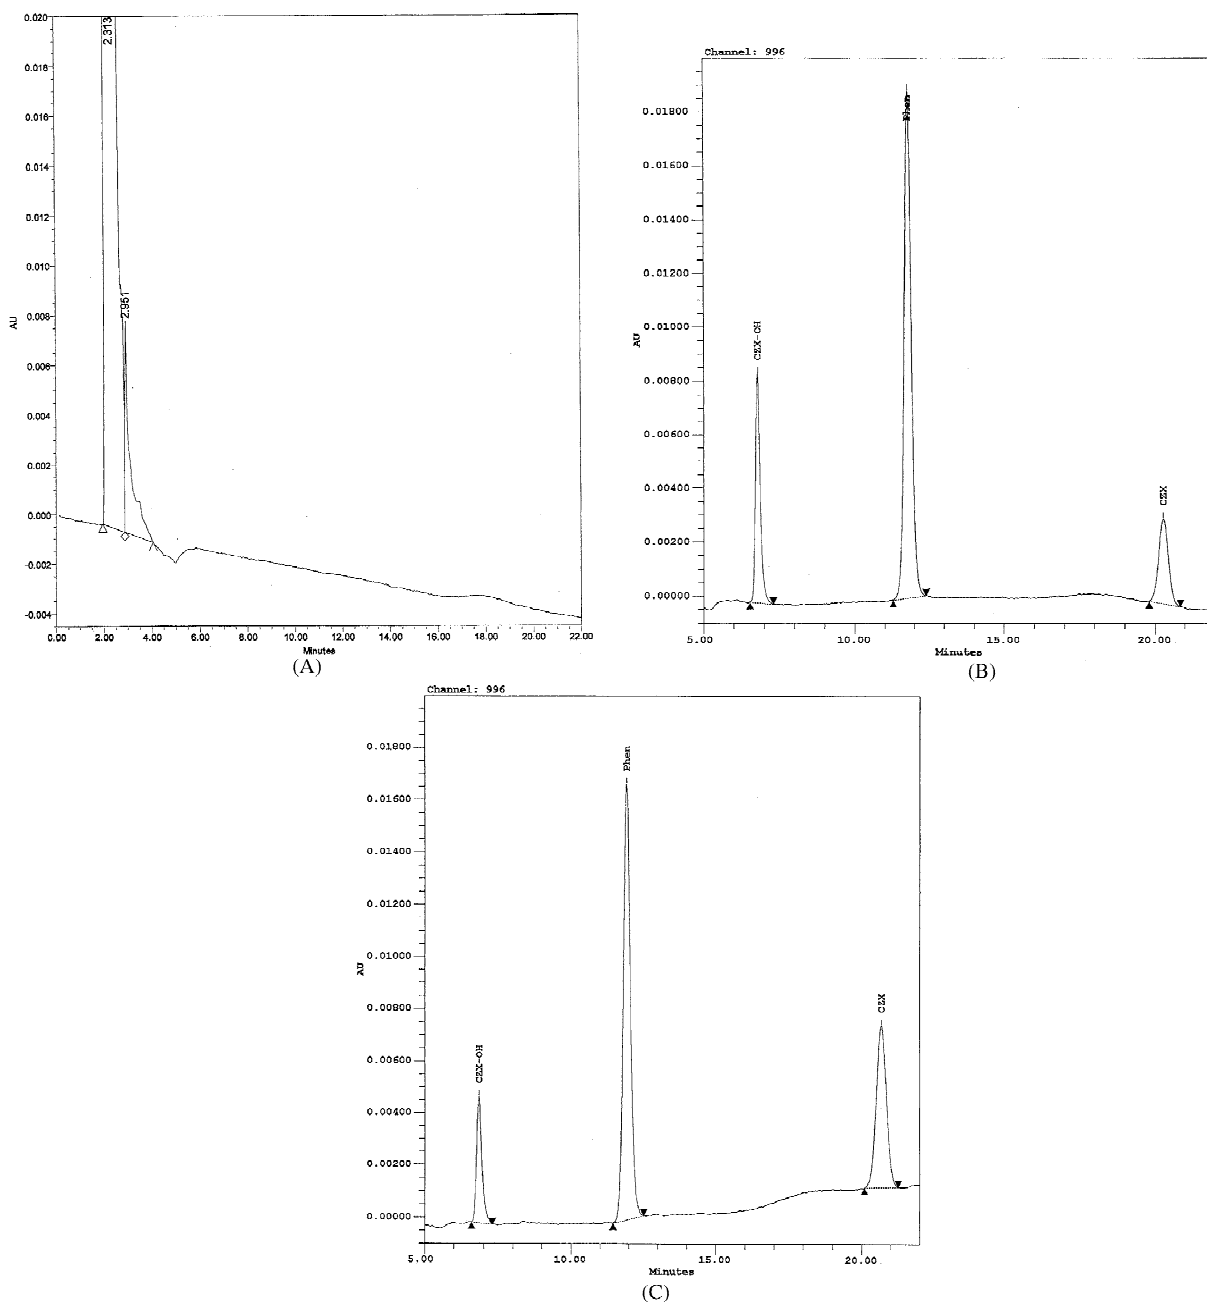 0.020
2.313
0.018
0.016
0.014
0.012
0.010
2.951
0.008
AU
0.006
0.004
0.002
0.000
-0.002
-0.004
0.00 2.00 4.00 6.00 8.00 10.00 12.00 14.00 16.00 18.00 20.00 22.00
Minutes
(A)
Channel: 996
0.01800
Phen
0.01600
0.01400
0.01200
0.01000
AU
CZX-OH
0.00800
0.00600
0.00400
CZX
0.00200
0.00000
5.00 10.00 15.00 20.00
Minutes
(B)
Channel: 996
0.01800
Phen
0.01600
0.01400
0.01200
0.01000
AU
0.00800
CZX
0.00600
CZX-OH
0.00400
0.00200
0.00000
5.00 10.00 15.00 20.00
Minutes
(C)